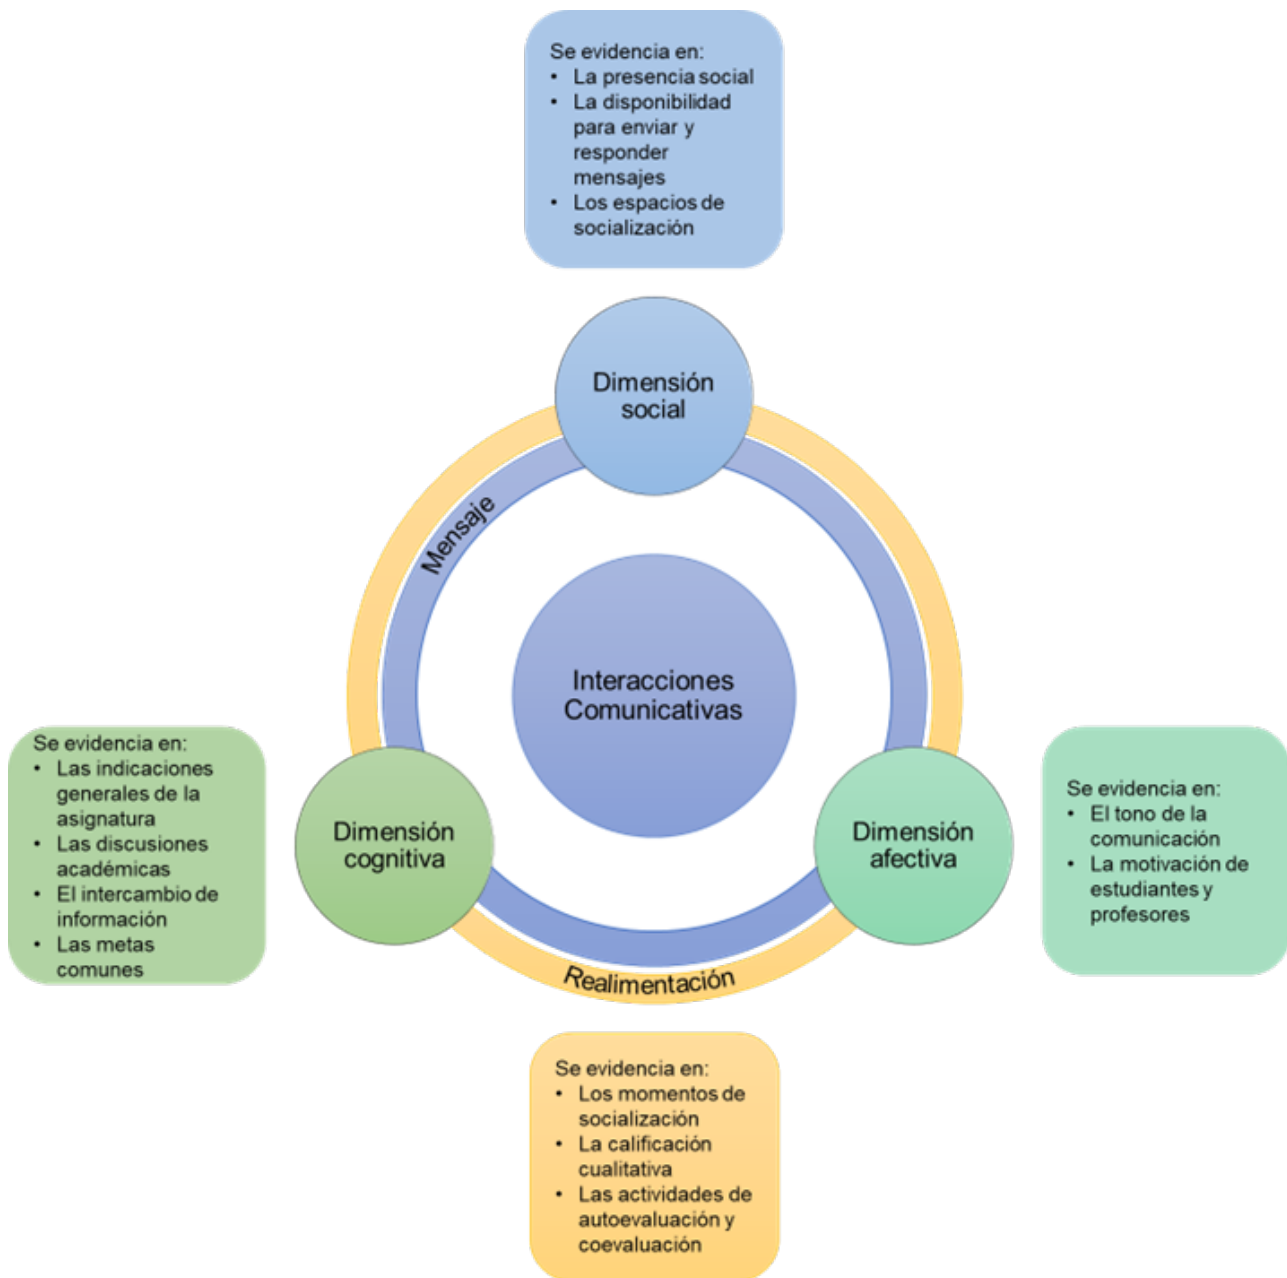 Se evidencia en:
• La presencia social
• La disponibilidad
para enviar y
responder
mensajes
• Los espacios de
socialización
Dimensión
social
Mensaje
Interacciones
Comunicativas
Se evidencia en:
• Las indicaciones
generales de la
asignatura
• Las discusiones
académicas
• El intercambio de
información
• Las metas
comunes
Dimensión
cognitiva
Dimensión
afectiva
Se evidencia en:
• El tono de la
comunicación
• La motivación de
estudiantes y
profesores
Realimentación
Se evidencia en:
• Los momentos de
socialización
• La calificación
cualitativa
• Las actividades de
autoevaluación y
coevaluación